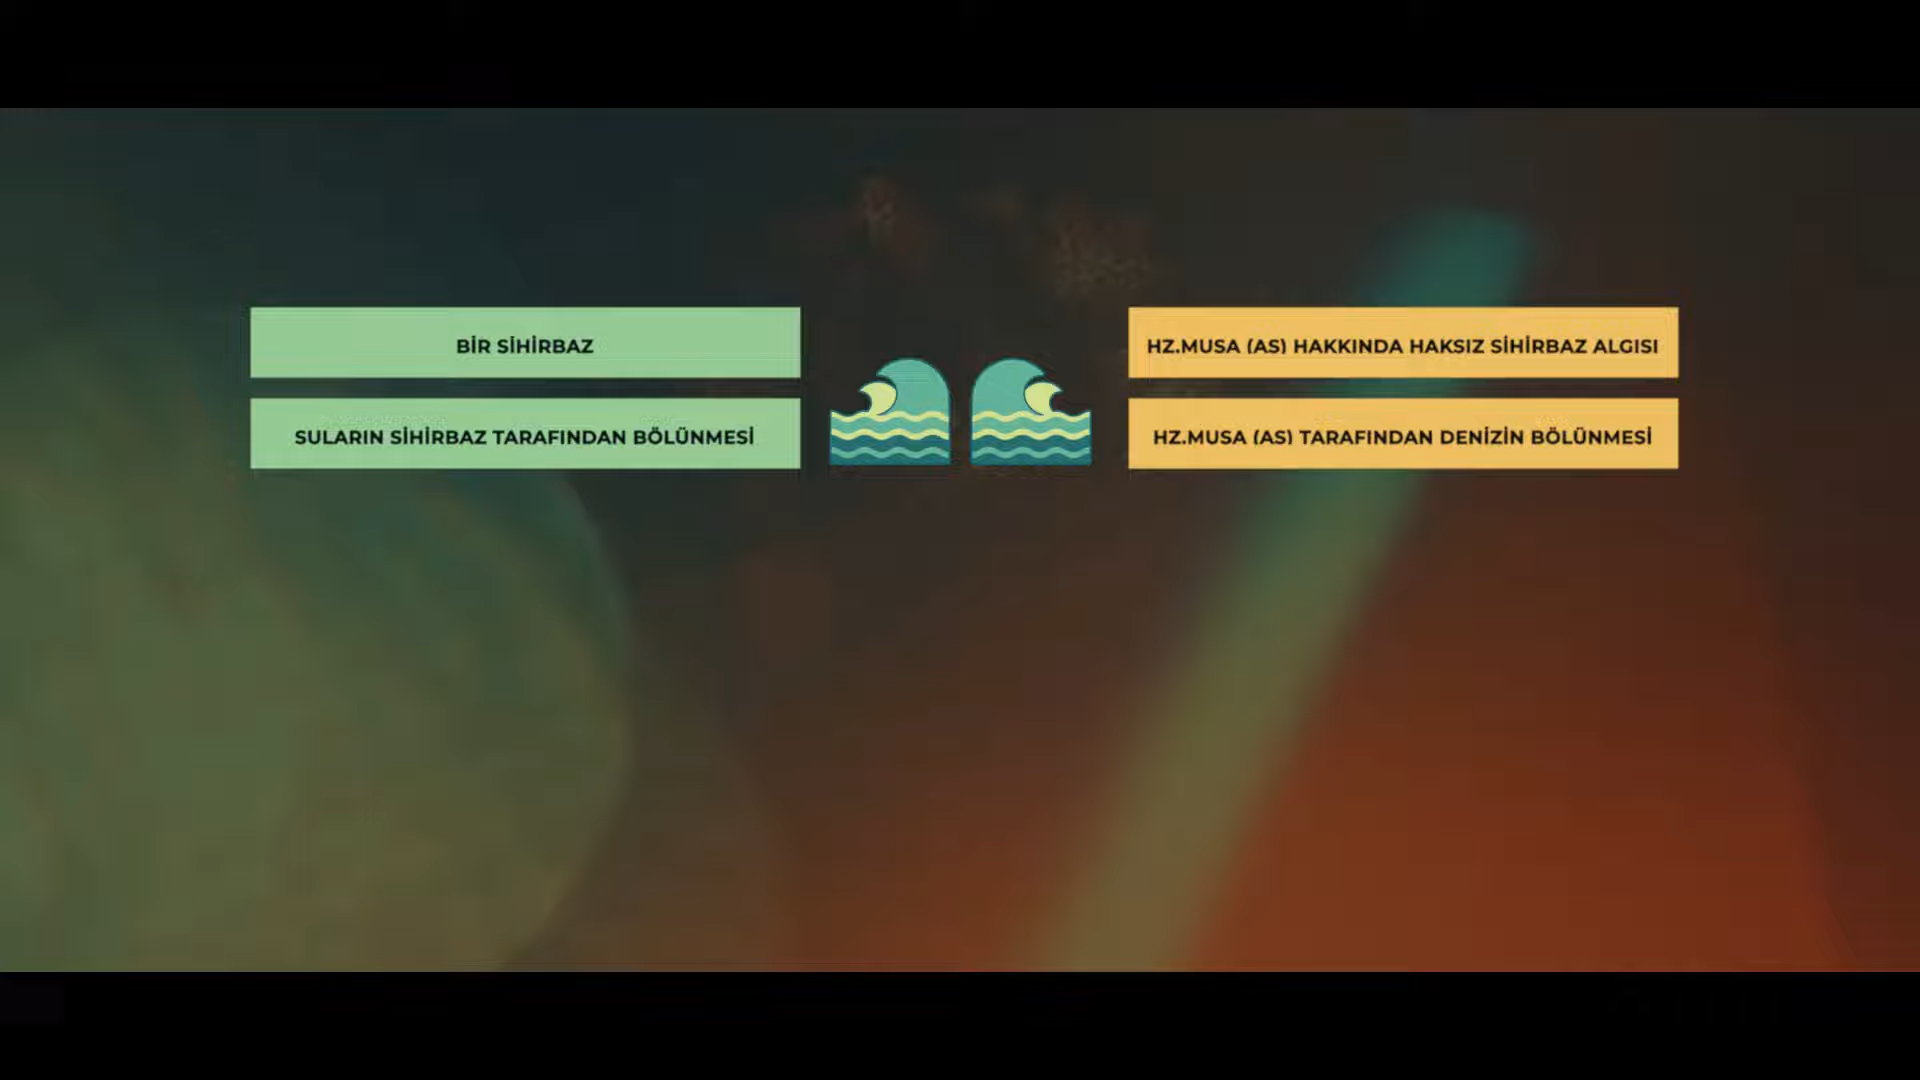 BİR SİHİRBAZ
SULARIN SİHİRBAZ TARAFINDAN BÖLÜNMESİ
HZ.MUSA (AS) HAKKINDA HAKSIZ SİHİRBAZ ALGISI
HZ.MUSA (AS) TARAFINDAN DENİZİN BÖLÜNMESİ